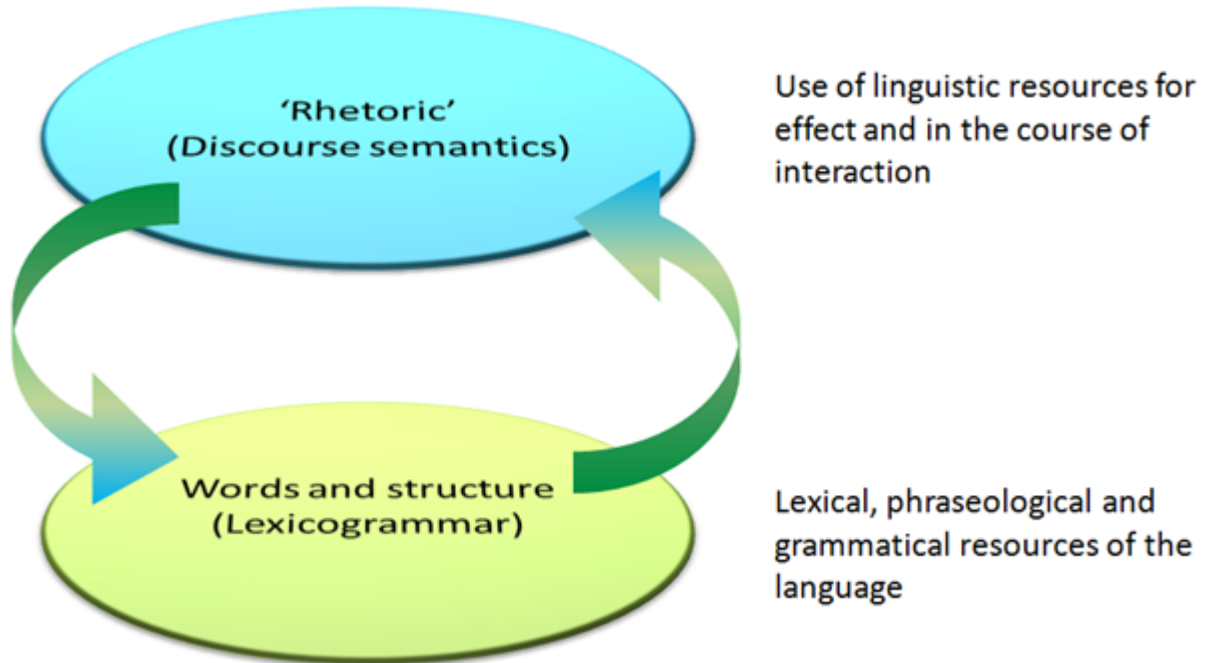 ‘Rhetoric’
(Discourse semantics)
Use of linguistic resources for
effect and in the course of
interaction
Words and structure
(Lexicogrammar)
Lexical, phraseological and
grammatical resources of the
language